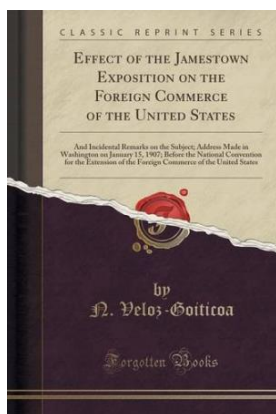 CLASSIC REPRINT SERIES
EFFECT OF THE JAMESTOWN
EXPOSITION ON THE
FOREIGN COMMERCE
OF THE UNITED STATES
And Incidental Remarks on the Subject; Address Made in
Washington on January 15, 1907; Before the National Convention
for the Extension of the Foreign Commerce of the United States
by
N. Veloz-Goiticoa
Forgotten Books